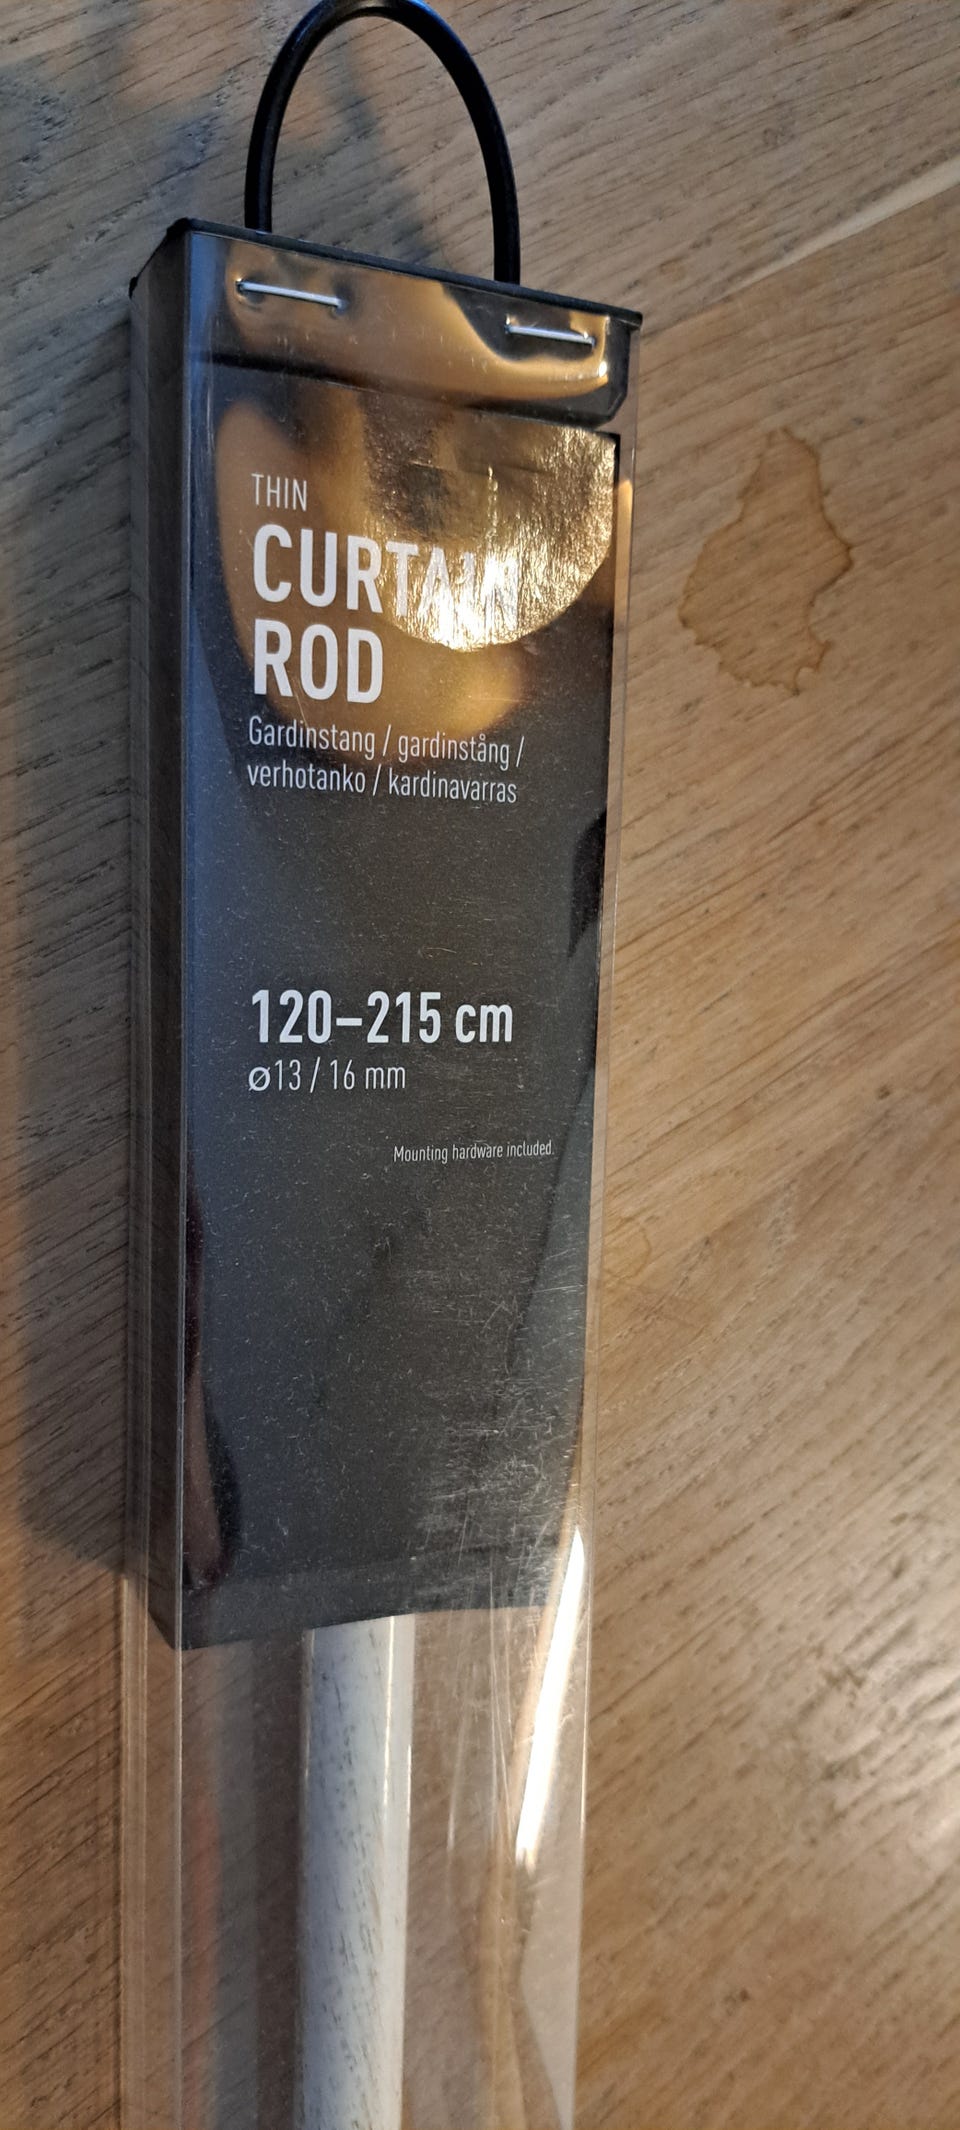 THIN
CURTAIN
ROD
Gardinstang / gardinstång /
verhotanko / kardinavarras
120–215 cm
ø13 / 16 mm
Mounting hardware included.